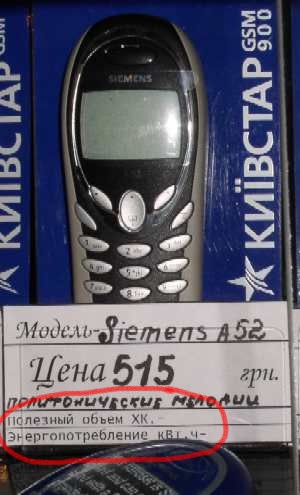 КИЇВСТАР GSM 900
SIEMENS
КИЇВСТАР GSM 900
Модель-Siemens A52
Цена 515 грн.
ПОЛИФОНИЧЕСКИЕ МЕЛОДИИ
Полезный объем ХК.-
Энергопотребление кВт.ч-